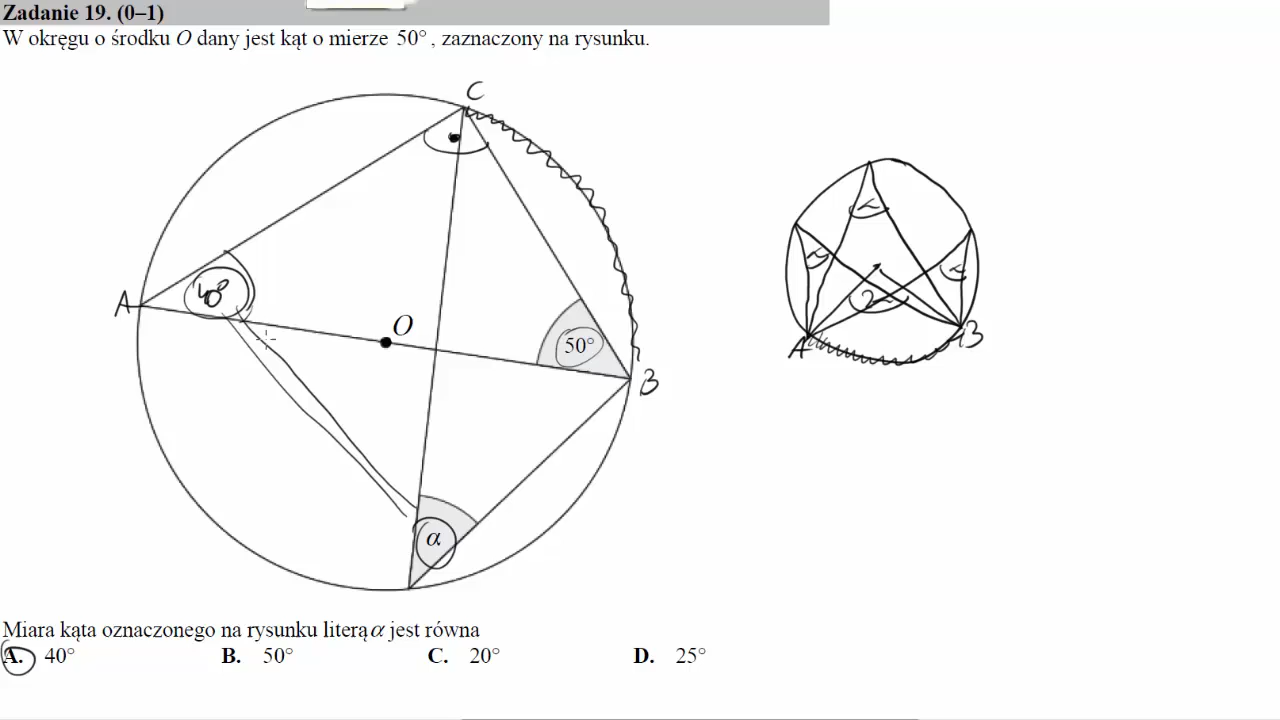 Zadanie 19. (0–1)
W okręgu o środku O dany jest kąt o mierze 50°, zaznaczony na rysunku.
C
A
40°
O
50°
B
α
α
α
α
2α
A
B
Miara kąta oznaczonego na rysunku literą α jest równa
A. 40° B. 50° C. 20° D. 25°